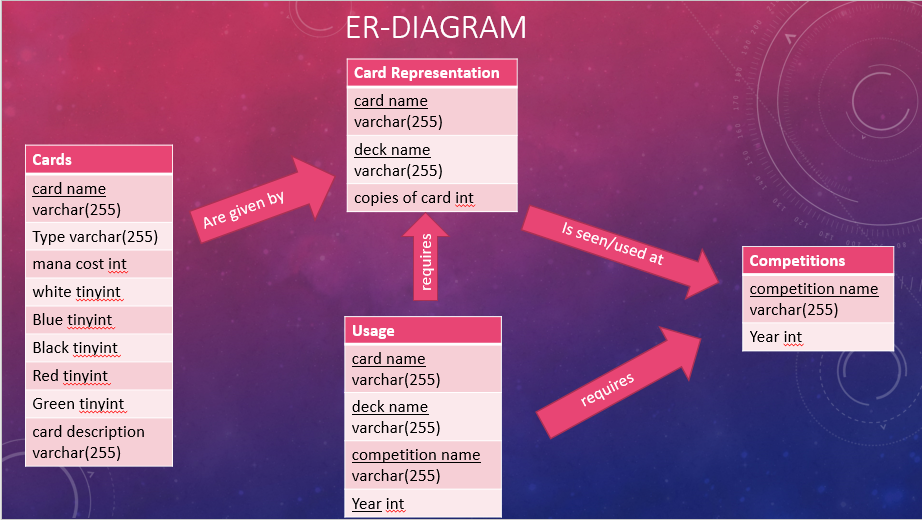 ER-DIAGRAM
Card Representation
card name
varchar(255)
deck name
varchar(255)
copies of card int
Cards
card name
varchar(255)
Type varchar(255)
mana cost int
white tinyint
Blue tinyint
Black tinyint
Red tinyint
Green tinyint
card description
varchar(255)
Are given by
requires
Is seen/used at
Usage
card name
varchar(255)
deck name
varchar(255)
competition name
varchar(255)
Year int
requires
Competitions
competition name
varchar(255)
Year int